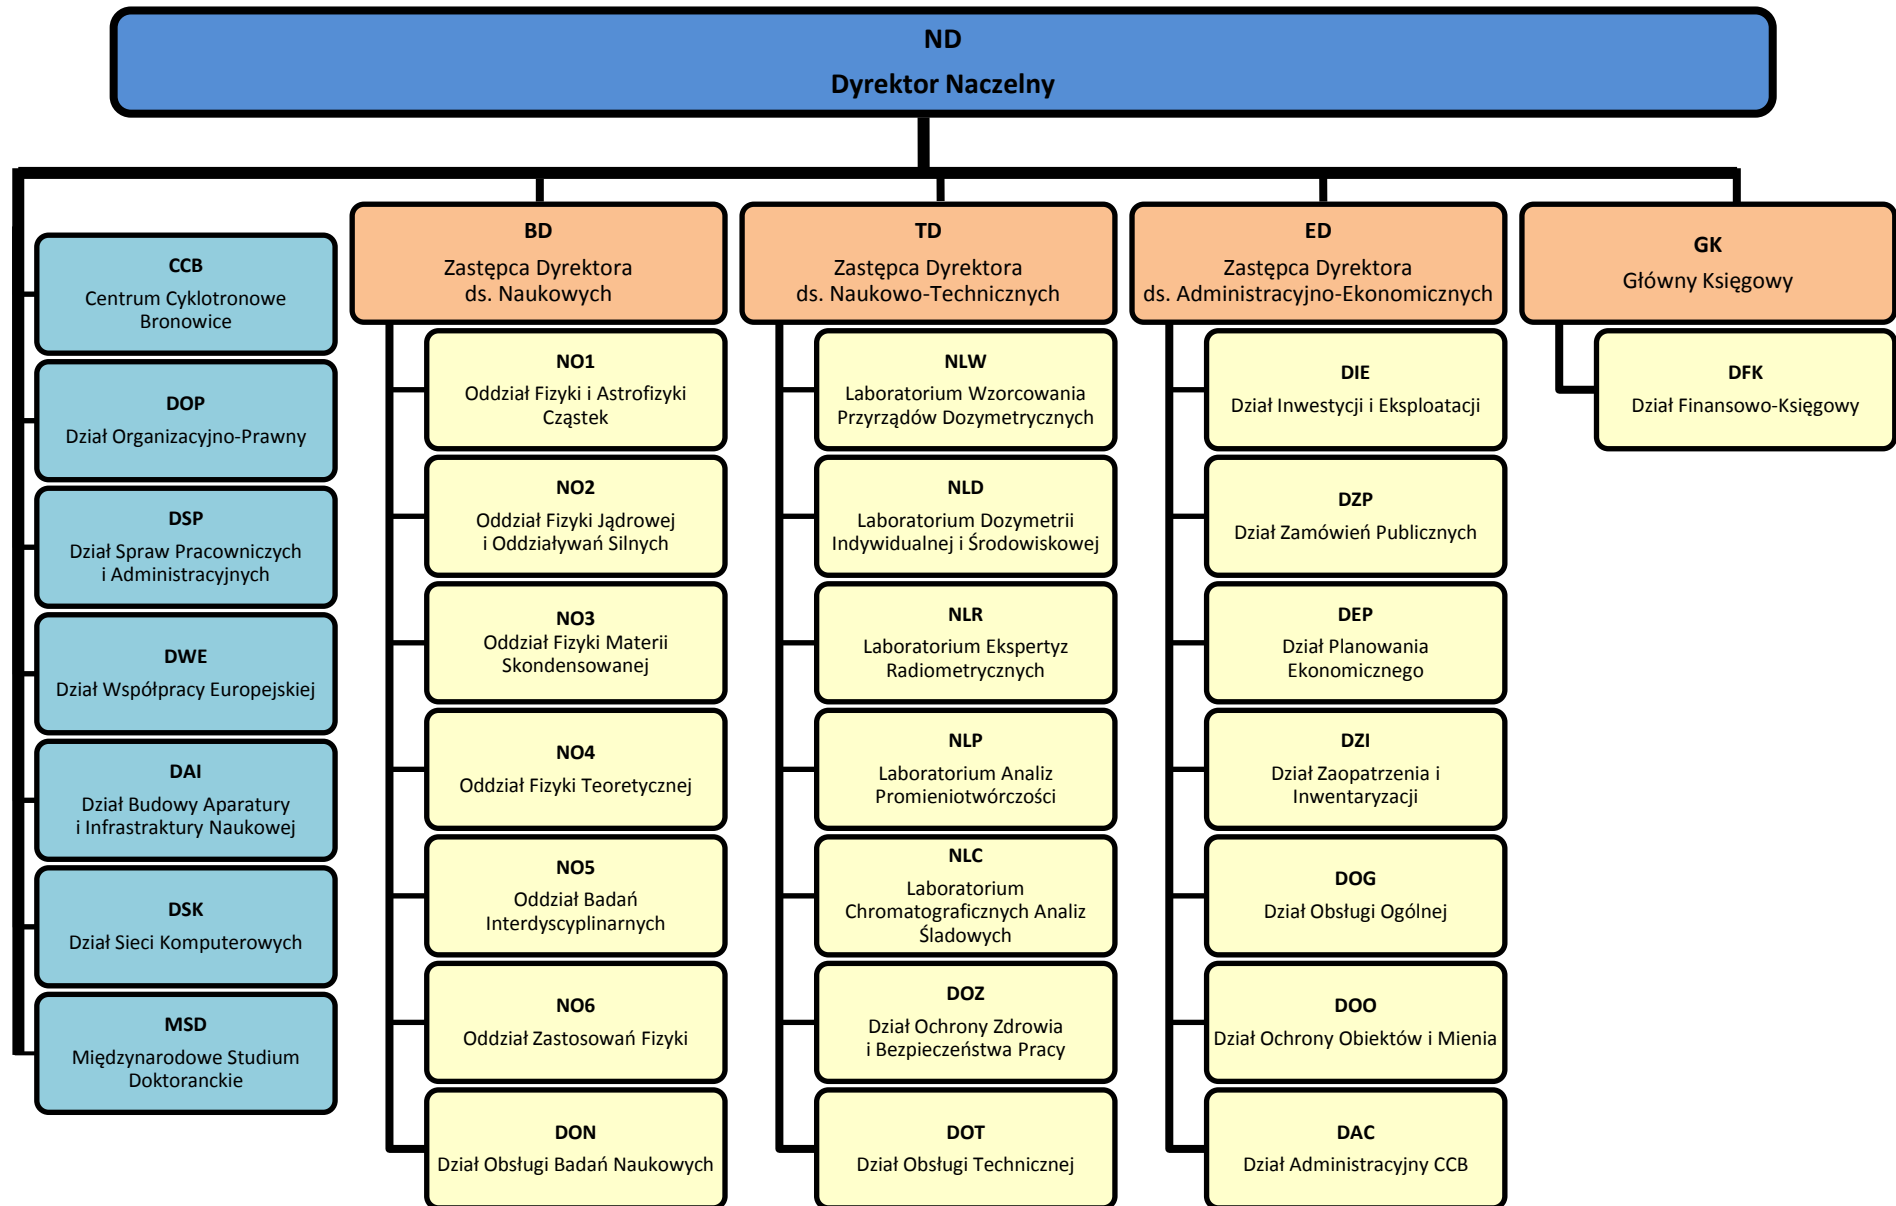 ND
Dyrektor Naczelny
CCB
Centrum Cyklotronowe
Bronowice
DOP
Dział Organizacyjno-Prawny
DSP
Dział Spraw Pracowniczych
i Administracyjnych
DWE
Dział Współpracy Europejskiej
DAI
Dział Budowy Aparatury
i Infrastraktury Naukowej
DSK
Dział Sieci Komputerowych
MSD
Międzynarodowe Studium
Doktoranckie
BD
Zastępca Dyrektora
ds. Naukowych
NO1
Oddział Fizyki i Astrofizyki
Cząstek
NO2
Oddział Fizyki Jądrowej
i Oddziaływań Silnych
NO3
Oddział Fizyki Materii
Skondensowanej
NO4
Oddział Fizyki Teoretycznej
NO5
Oddział Badań
Interdyscyplinarnych
NO6
Oddział Zastosowań Fizyki
DON
Dział Obsługi Badań Naukowych
TD
Zastępca Dyrektora
ds. Naukowo-Technicznych
NLW
Laboratorium Wzorcowania
Przyrządów Dozymetrycznych
NLD
Laboratorium Dozymetrii
Indywidualnej i Środowiskowej
NLR
Laboratorium Ekspertyz
Radiometrycznych
NLP
Laboratorium Analiz
Promieniotwórczości
NLC
Laboratorium
Chromatograficznych Analiz
Śladowych
DOZ
Dział Ochrony Zdrowia
i Bezpieczeństwa Pracy
DOT
Dział Obsługi Technicznej
ED
Zastępca Dyrektora
ds. Administracyjno-Ekonomicznych
DIE
Dział Inwestycji i Eksploatacji
DZP
Dział Zamówień Publicznych
DEP
Dział Planowania
Ekonomicznego
DZI
Dział Zaopatrzenia i
Inwentaryzacji
DOG
Dział Obsługi Ogólnej
DOO
Dział Ochrony Obiektów i Mienia
DAC
Dział Administracyjny CCB
GK
Główny Księgowy
DFK
Dział Finansowo-Księgowy